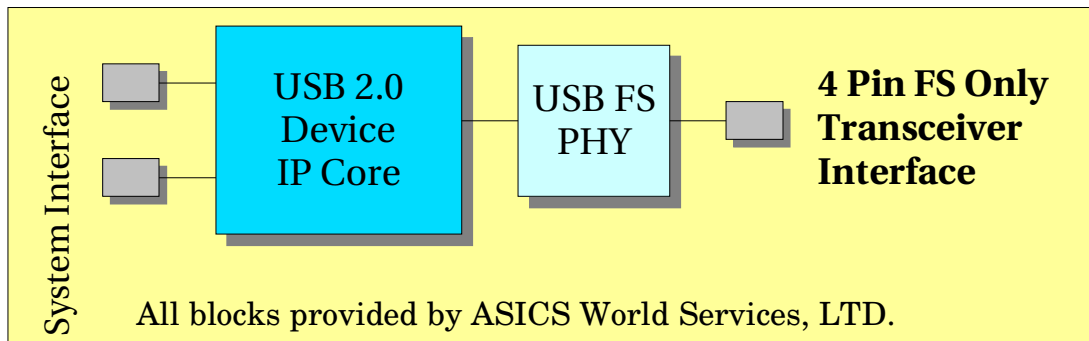 System Interface
USB 2.0
Device
IP Core
USB FS
PHY
4 Pin FS Only
Transceiver
Interface
All blocks provided by ASICS World Services, LTD.